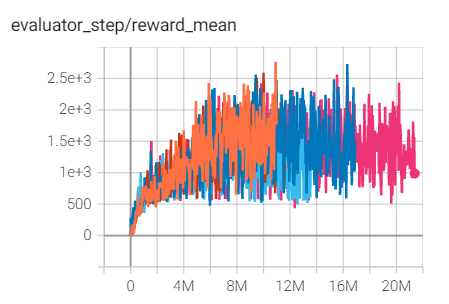 evaluator_step/reward_mean
2.5e+3
2e+3
1.5e+3
1e+3
500
0
0 4M 8M 12M 16M 20M